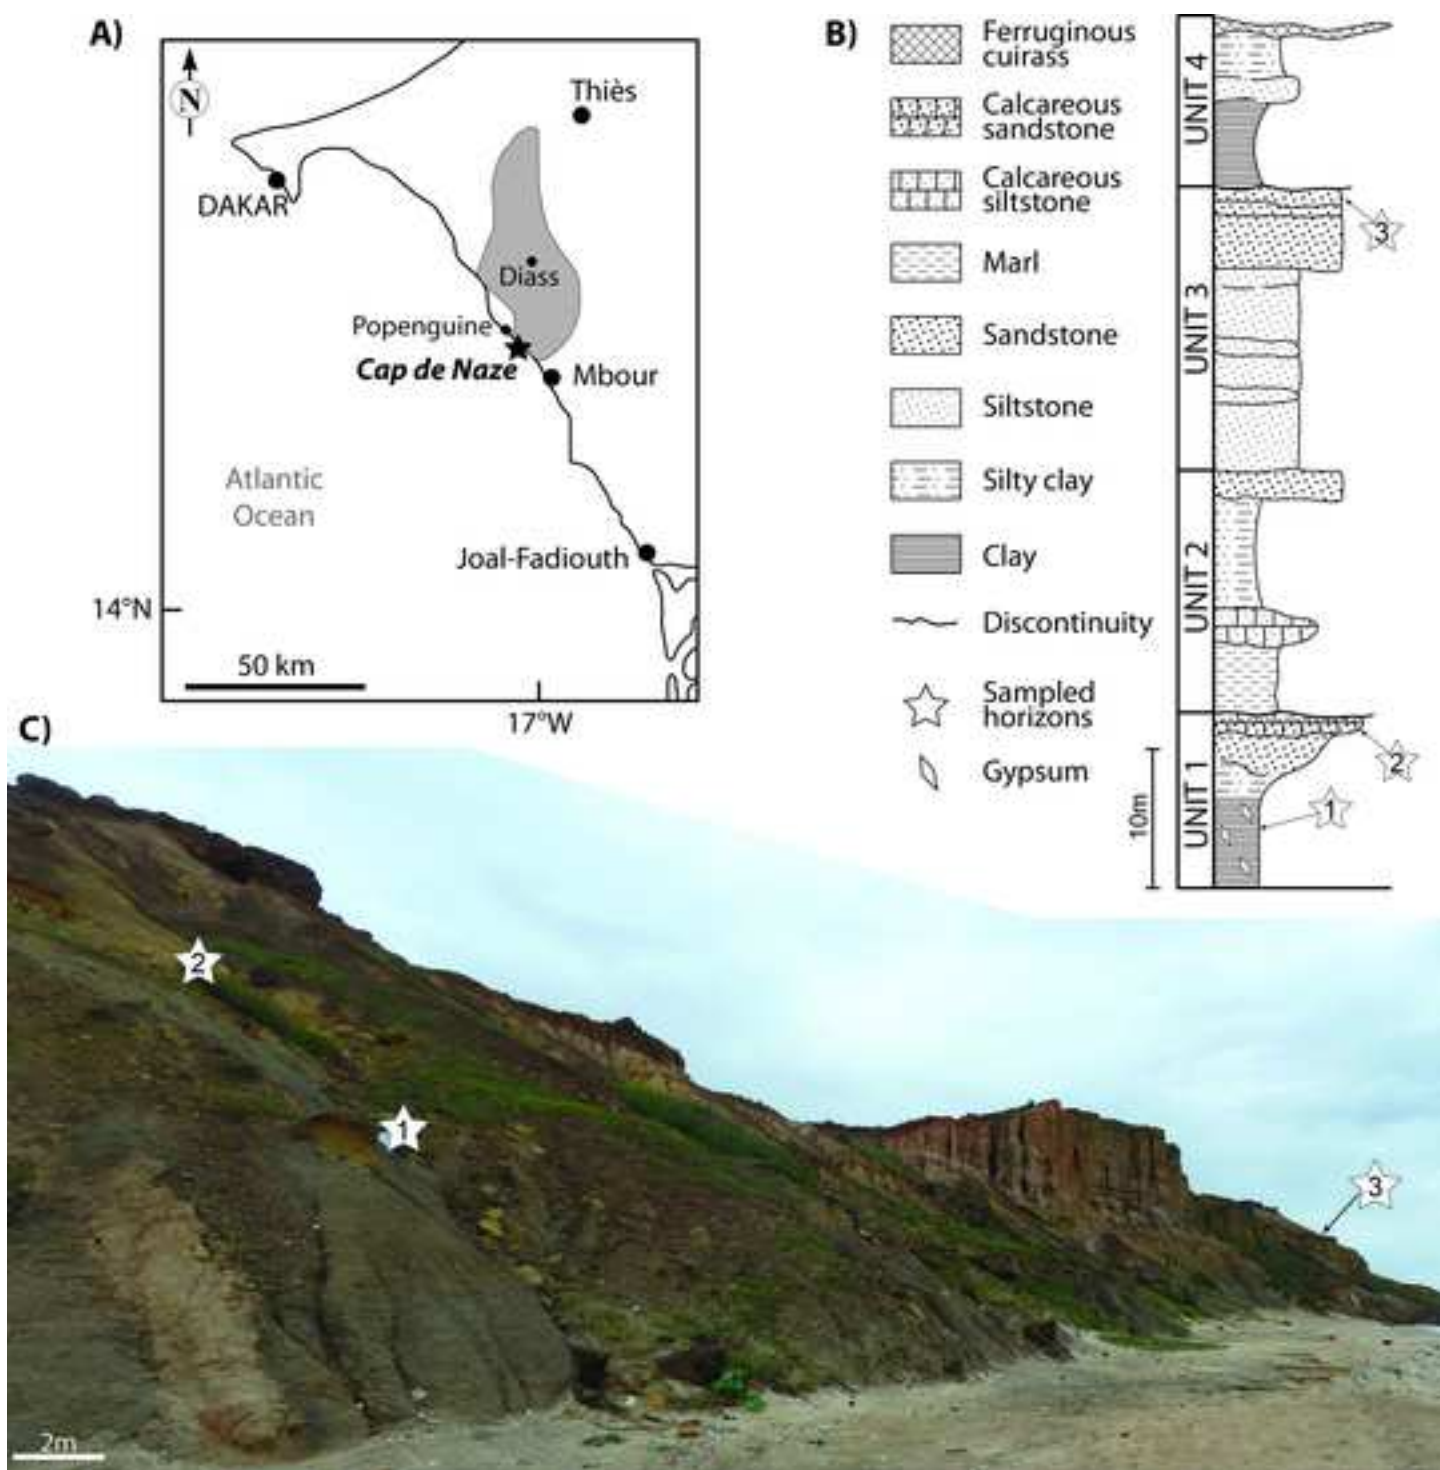 A)
N
Thiès
DAKAR
Diass
Popenguine
Cap de Naze
Mbour
Atlantic
Ocean
Joal-Fadiouth
14°N
50 km
17°W
B)
Ferruginous
cuirass
Calcareous
sandstone
Calcareous
siltstone
Marl
Sandstone
Siltstone
Silty clay
Clay
Discontinuity
Sampled
horizons
Gypsum
UNIT 4
3
UNIT 3
UNIT 2
2
UNIT 1
1
10m
C)
2
1
3
2m